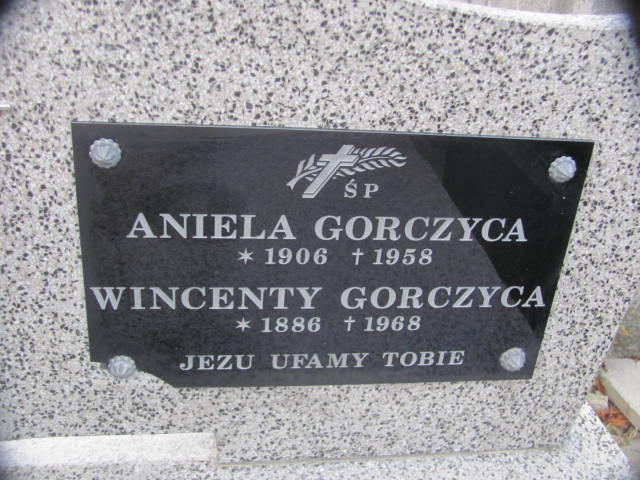 ŚP
ANIELA GORCZYCA
* 1906 † 1958
WINCENTY GORCZYCA
* 1886 † 1968
JEZU UFAMY TOBIE